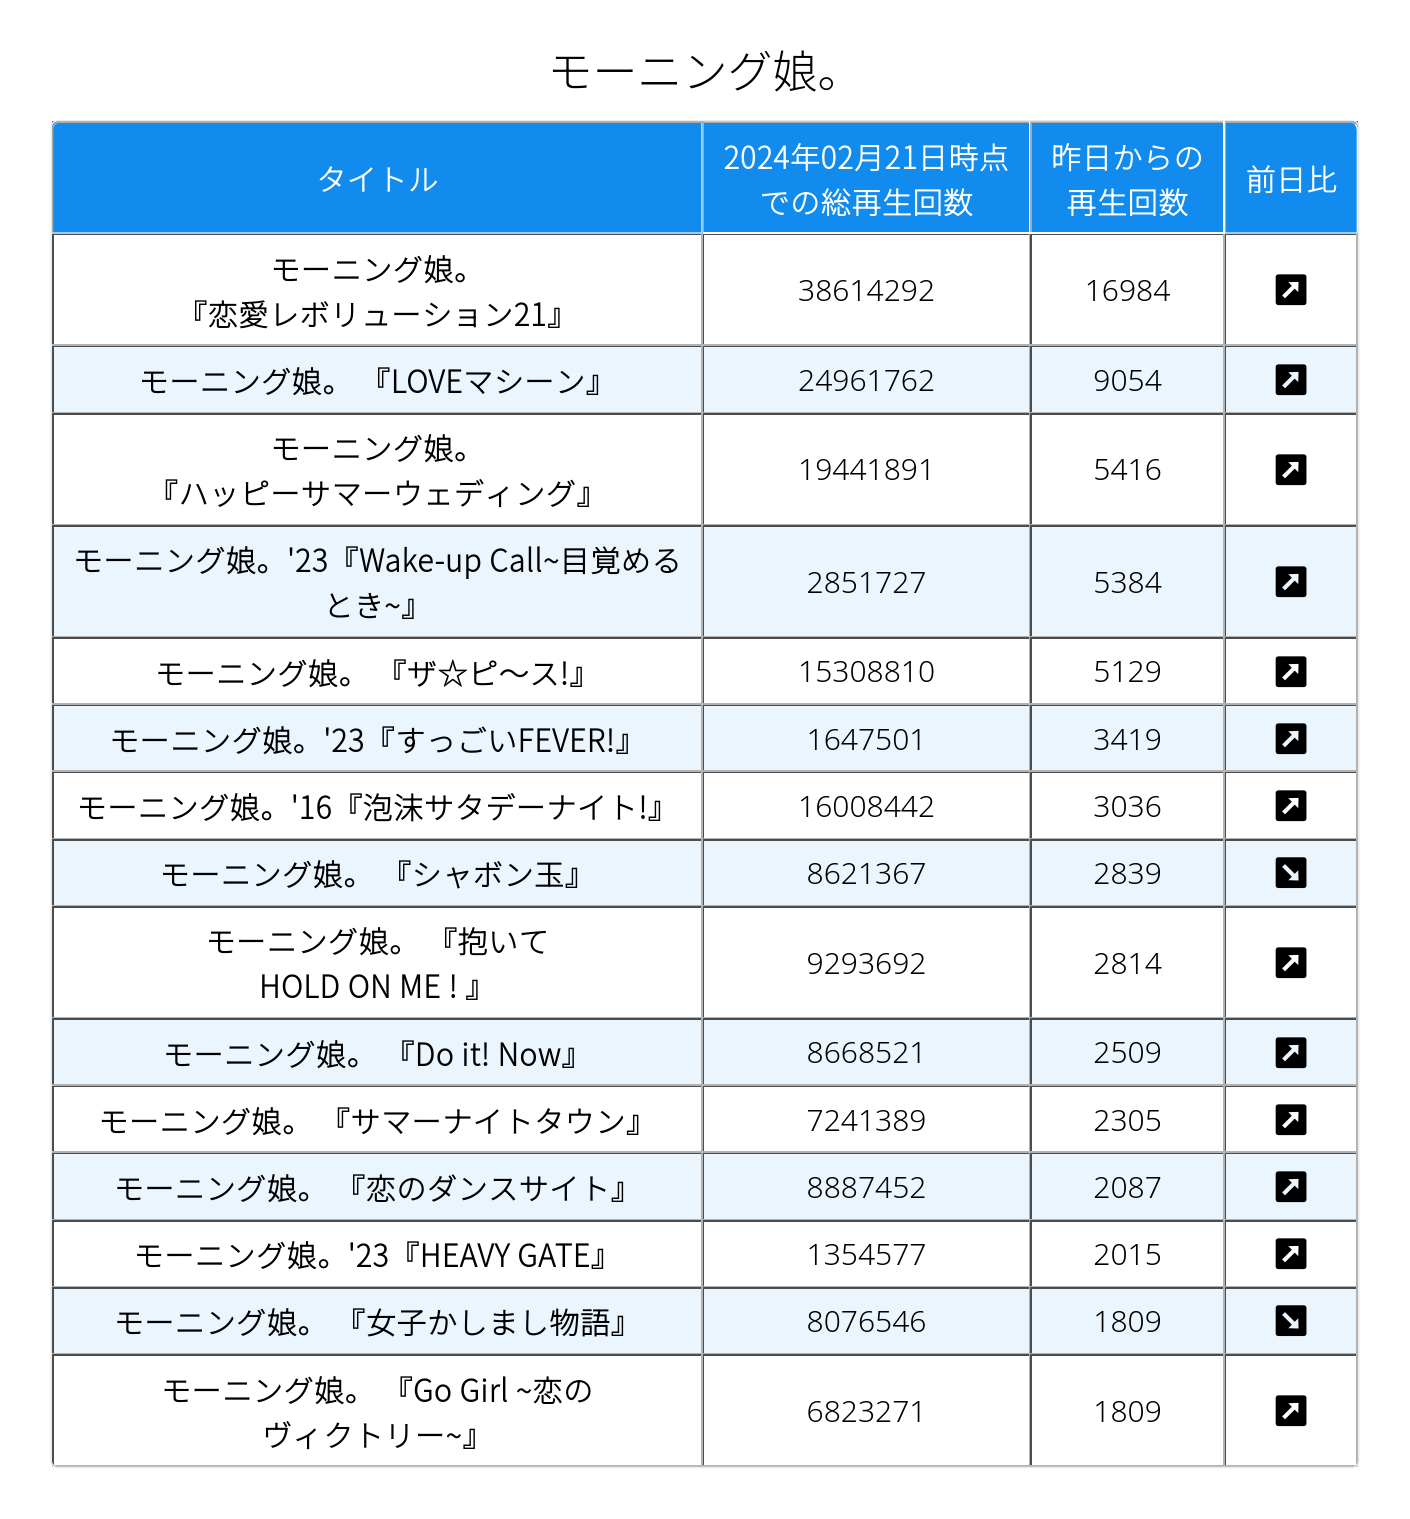 モーニング娘。
タイトル
2024年02月21日時点
での総再生回数
昨日からの
再生回数
前日比
モーニング娘。
『恋愛レボリューション21』
38614292
16984
モーニング娘。 『LOVEマシーン』
24961762
9054
モーニング娘。
『ハッピーサマーウェディング』
19441891
5416
モーニング娘。'23『Wake-up Call~目覚める
とき~』
2851727
5384
モーニング娘。 『ザ☆ピ〜ス!』
15308810
5129
モーニング娘。'23『すっごいFEVER!』
1647501
3419
モーニング娘。'16『泡沫サタデーナイト!』
16008442
3036
モーニング娘。 『シャボン玉』
8621367
2839
モーニング娘。 『抱いて
HOLD ON ME ! 』
9293692
2814
モーニング娘。 『Do it! Now』
8668521
2509
モーニング娘。 『サマーナイトタウン』
7241389
2305
モーニング娘。 『恋のダンスサイト』
8887452
2087
モーニング娘。'23『HEAVY GATE』
1354577
2015
モーニング娘。 『女子かしまし物語』
8076546
1809
モーニング娘。 『Go Girl ~恋の
ヴィクトリー~』
6823271
1809